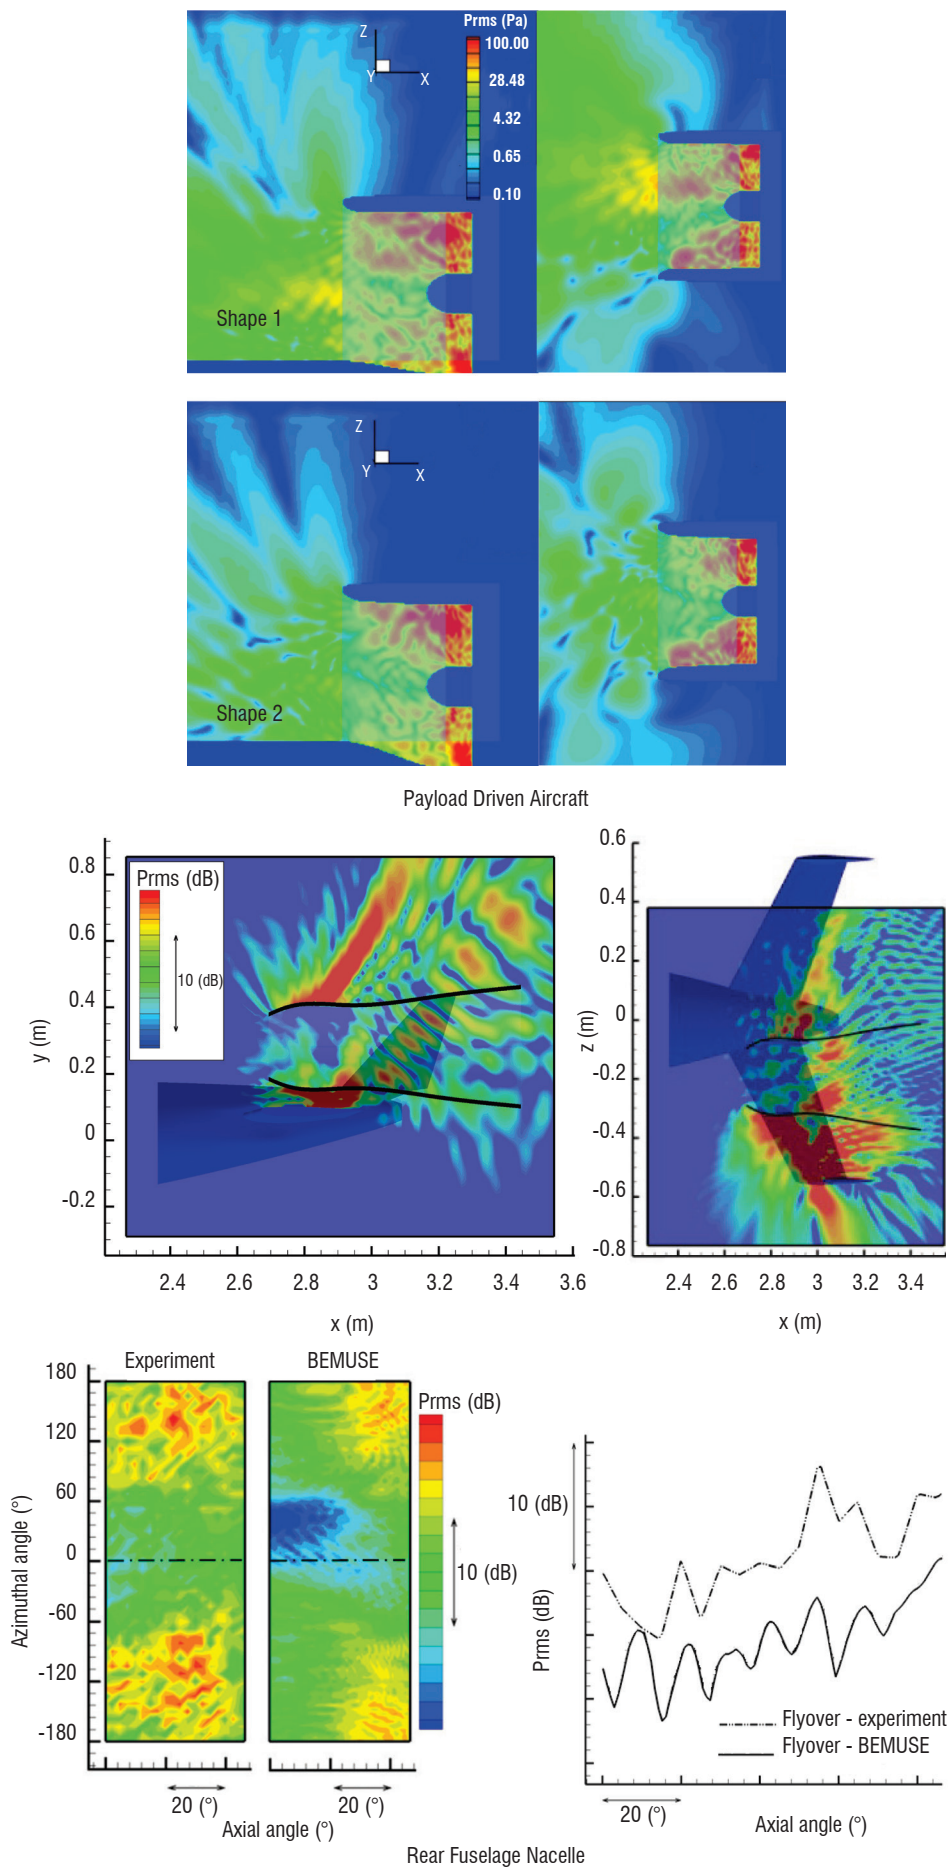 Prms (Pa)
100.00
28.48
4.32
0.65
0.10
Z
Y
X
Shape 1
Z
Y
X
Shape 2
Payload Driven Aircraft
Prms (dB)
10 (dB)
0.8
0.6
0.4
0.2
0
-0.2
y (m)
2.4 2.6 2.8 3 3.2 3.4 3.6
x (m)
0.6
0.4
0.2
0
-0.2
-0.4
-0.6
-0.8
z (m)
2.4 2.6 2.8 3 3.2 3.4
x (m)
Experiment
BEMUSE
180
120
60
0
-60
-120
-180
Azimuthal angle (°)
Prms (dB)
10 (dB)
20 (°)
20 (°)
Axial angle (°)
10 (dB)
Prms (dB)
Flyover - experiment
Flyover - BEMUSE
20 (°)
Axial angle (°)
Rear Fuselage Nacelle